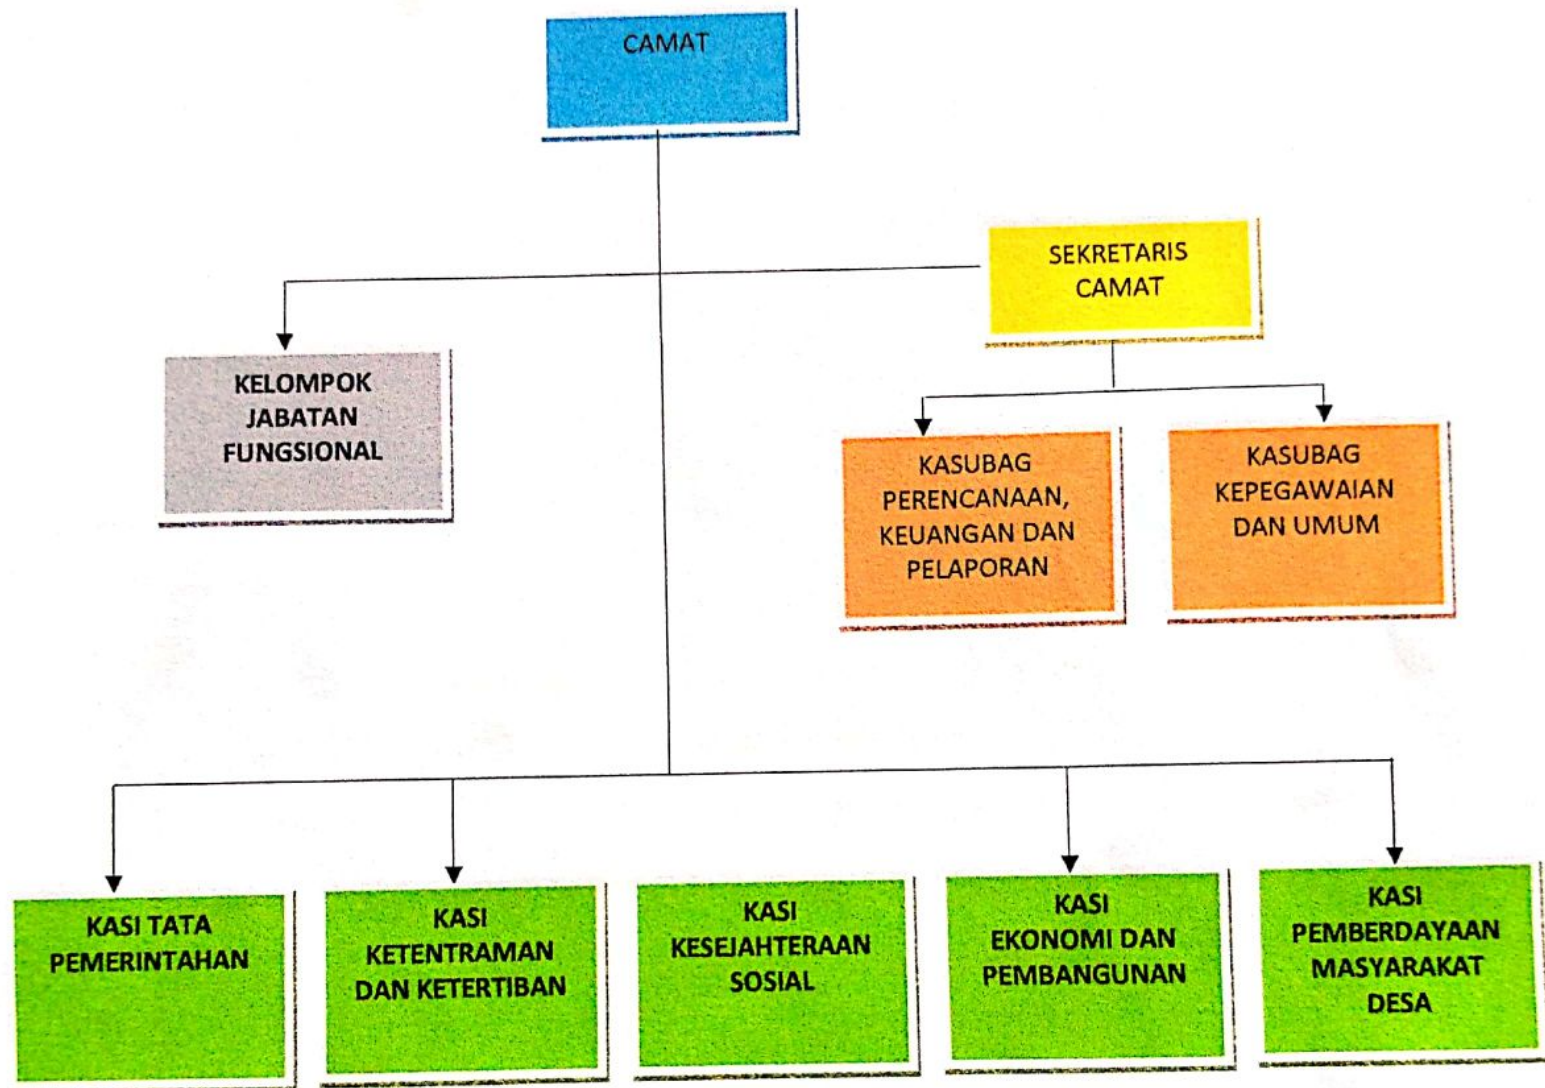 CAMAT
SEKRETARIS
CAMAT
KELOMPOK
JABATAN
FUNGSIONAL
KASUBAG
PERENCANAAN,
KEUANGAN DAN
PELAPORAN
KASUBAG
KEPEGAWAIAN
DAN UMUM
KASI TATA
PEMERINTAHAN
KASI
KETENTRAMAN
DAN KETERTIBAN
KASI
KESEJAHTERAAN
SOSIAL
KASI
EKONOMI DAN
PEMBANGUNAN
KASI
PEMBERDAYAAN
MASYARAKAT
DESA